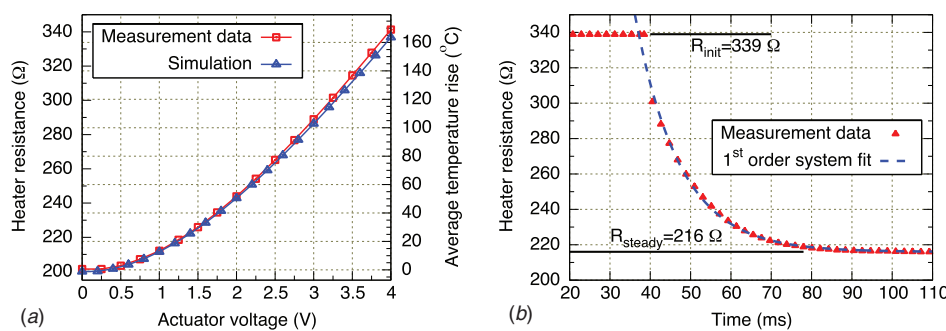 Measurement data
Simulation
Heater resistance (Ω)
340
320
300
280
260
240
220
200
0 0.5 1 1.5 2 2.5 3 3.5 4
Actuator voltage (V)
160
140
120
100
80
60
40
20
0
Average temperature rise (°C)
(a)
R_init=339 Ω
Measurement data
1st order system fit
R_steady=216 Ω
Heater resistance (Ω)
340
320
300
280
260
240
220
200
20 30 40 50 60 70 80 90 100 110
Time (ms)
(b)